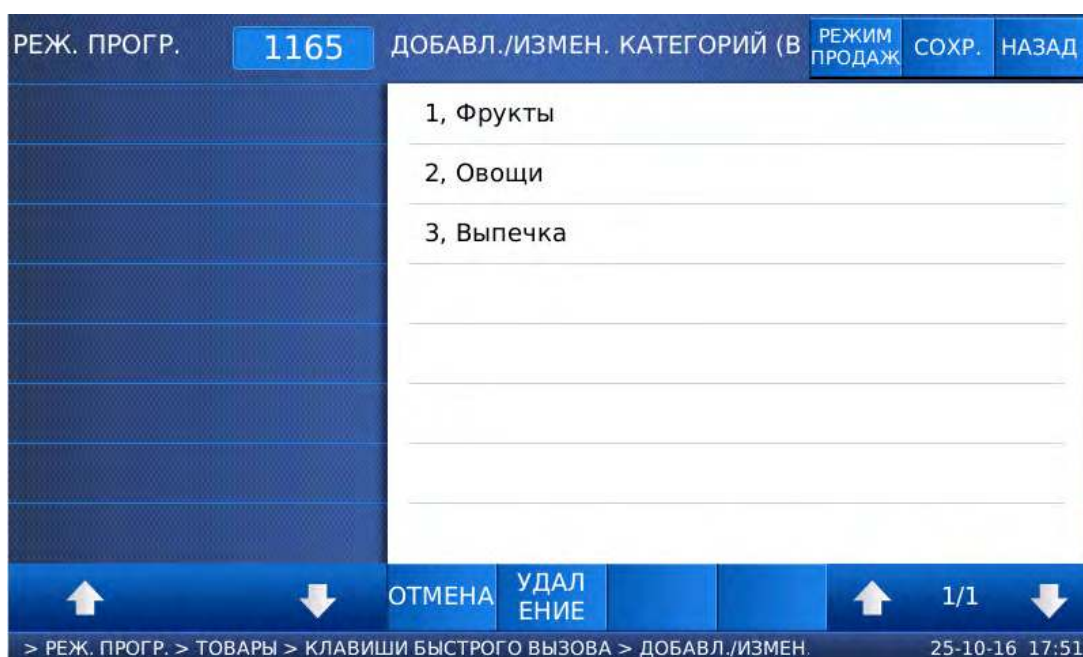 РЕЖ. ПРОГР. 1165 ДОБАВЛ./ИЗМЕН. КАТЕГОРИЙ (В РЕЖИМ ПРОДАЖ СОХР. НАЗАД
1, Фрукты
2, Овощи
3, Выпечка
ОТМЕНА УДАЛ ЕНИЕ 1/1
> РЕЖ. ПРОГР. > ТОВАРЫ > КЛАВИШИ БЫСТРОГО ВЫЗОВА > ДОБАВЛ./ИЗМЕН. 25-10-16 17:51